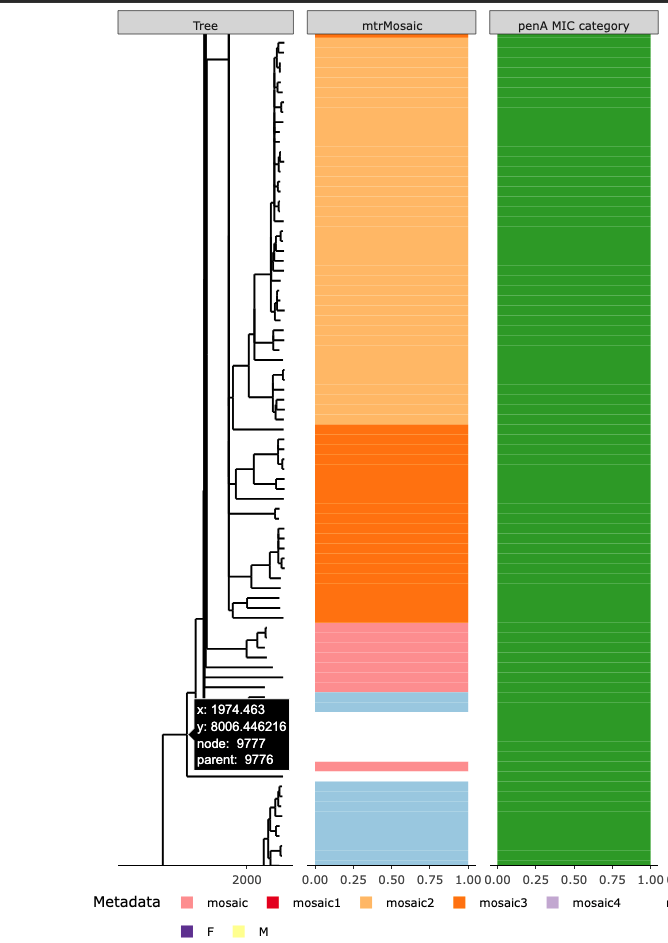 Tree mtrMosaic penA MIC category
x: 1974.463
y: 8006.446216
node: 9777
parent: 9776
2000 0.00 0.25 0.50 0.75 1.00 0.00 0.25 0.50 0.75 1.00
Metadata mosaic mosaic1 mosaic2 mosaic3 mosaic4
F M